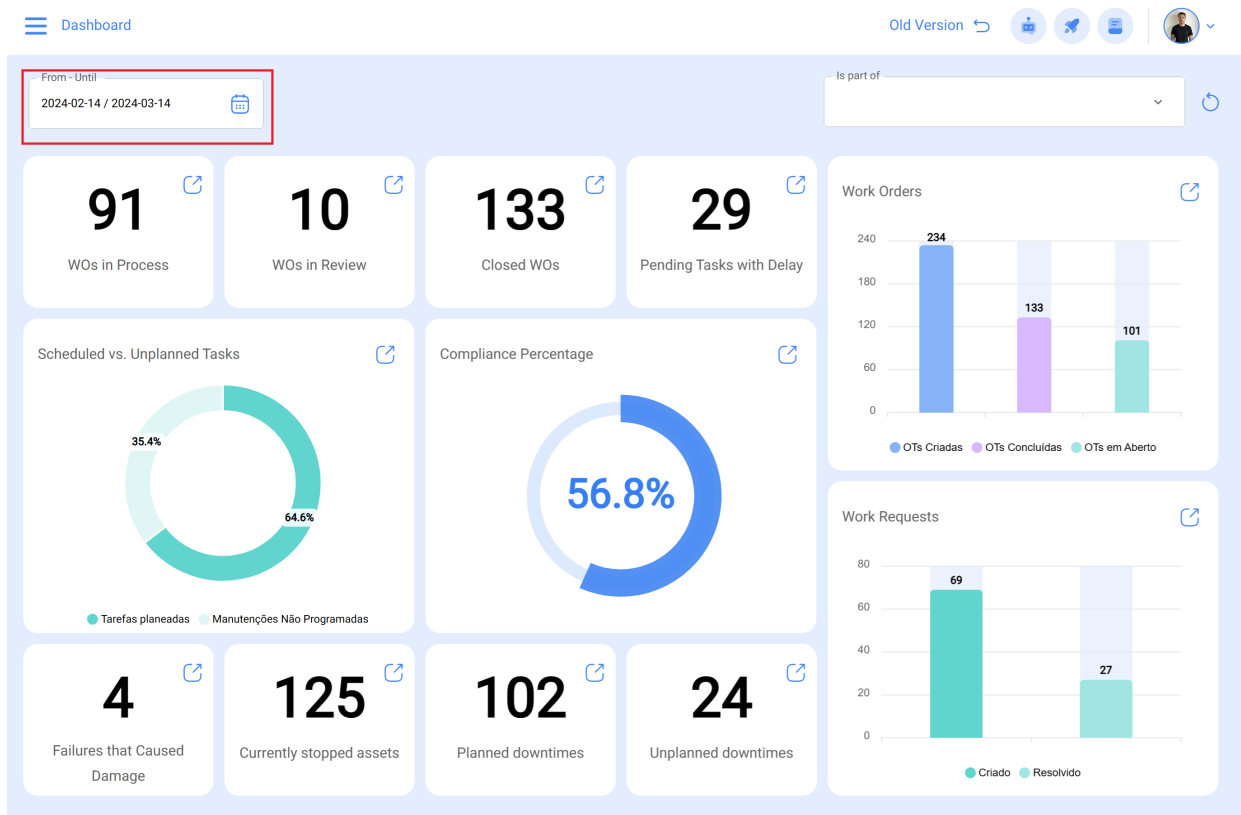 Dashboard
Old Version
From - Until
2024-02-14 / 2024-03-14
Is part of
91
WOs in Process
10
WOs in Review
133
Closed WOs
29
Pending Tasks with Delay
Work Orders
240
180
120
60
0
234
133
101
OTs Criadas
OTs Concluídas
OTs em Aberto
Scheduled vs. Unplanned Tasks
35.4%
64.6%
Tarefas planeadas
Manutenções Não Programadas
Compliance Percentage
56.8%
Work Requests
80
60
40
20
0
69
27
Criado
Resolvido
4
Failures that Caused
Damage
125
Currently stopped assets
102
Planned downtimes
24
Unplanned downtimes